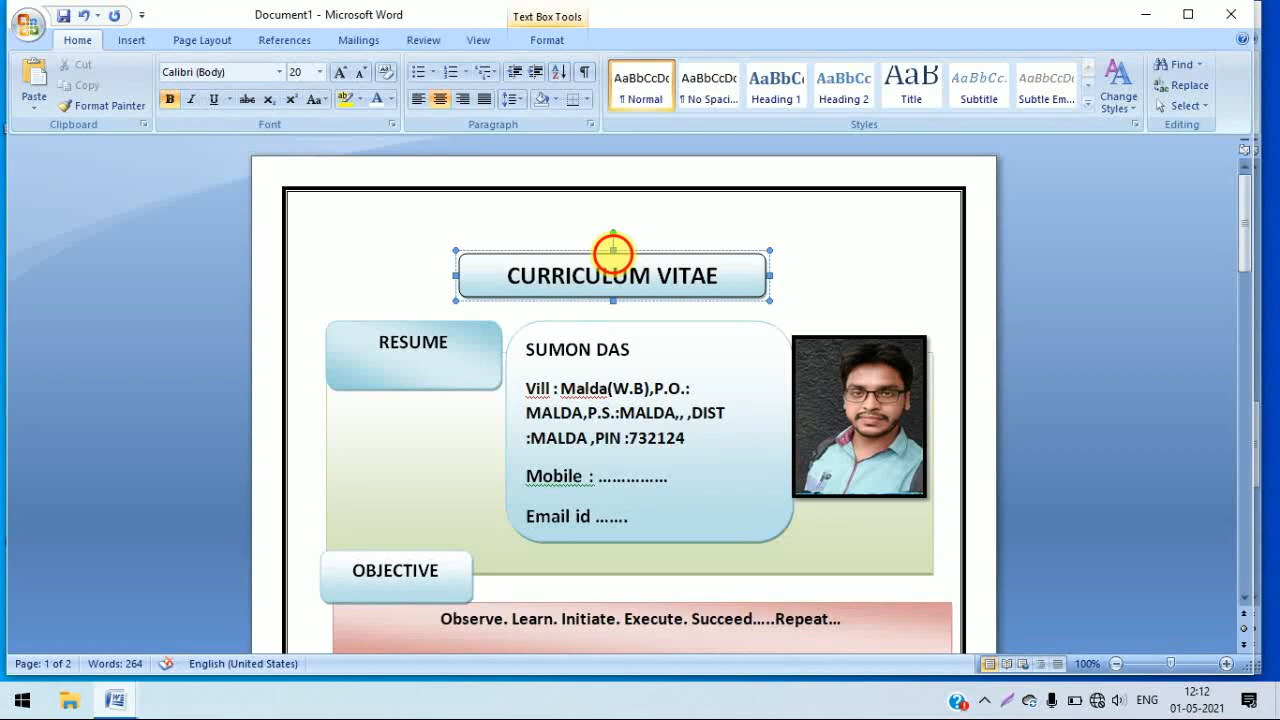 Document1 - Microsoft Word
Text Box Tools
Home Insert Page Layout References Mailings Review View Format
Paste
Cut
Copy
Format Painter
Clipboard
Calibri (Body) 20
B I U abc X₂ X² Aa
Font
Paragraph
AaBbCcDc AaBbCcDc AaBbC AaBbCc AaB AaBbCc. AaBbCcDc
¶ Normal ¶ No Spaci... Heading 1 Heading 2 Title Subtitle Subtle Em...
Styles
Change Styles
Find
Replace
Select
Editing
CURRICULUM VITAE
RESUME
SUMON DAS
Vill : Malda(W.B),P.O.:
MALDA,P.S.:MALDA,, ,DIST
:MALDA ,PIN :732124
Mobile : ...............
Email id .......
OBJECTIVE
Observe. Learn. Initiate. Execute. Succeed.....Repeat...
Page: 1 of 2 Words: 264 English (United States) 100%
ENG
12:12
01-05-2021